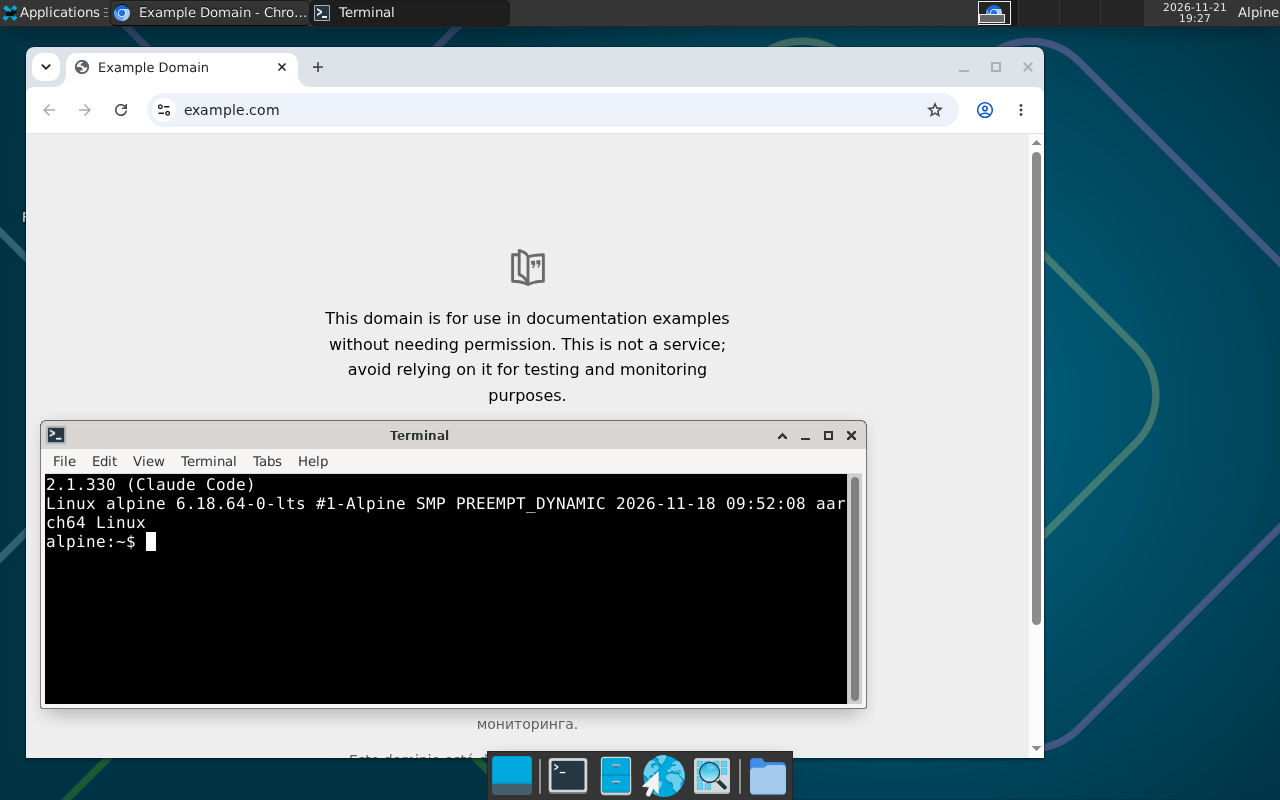 Applications
Example Domain - Chro...
Terminal
2026-11-21
19:27
Alpine
Example Domain
example.com
This domain is for use in documentation examples
without needing permission. This is not a service;
avoid relying on it for testing and monitoring
purposes.
Terminal
File Edit View Terminal Tabs Help
2.1.330 (Claude Code)
Linux alpine 6.18.64-0-lts #1-Alpine SMP PREEMPT_DYNAMIC 2026-11-18 09:52:08 aar
ch64 Linux
alpine:~$
мониторинга.